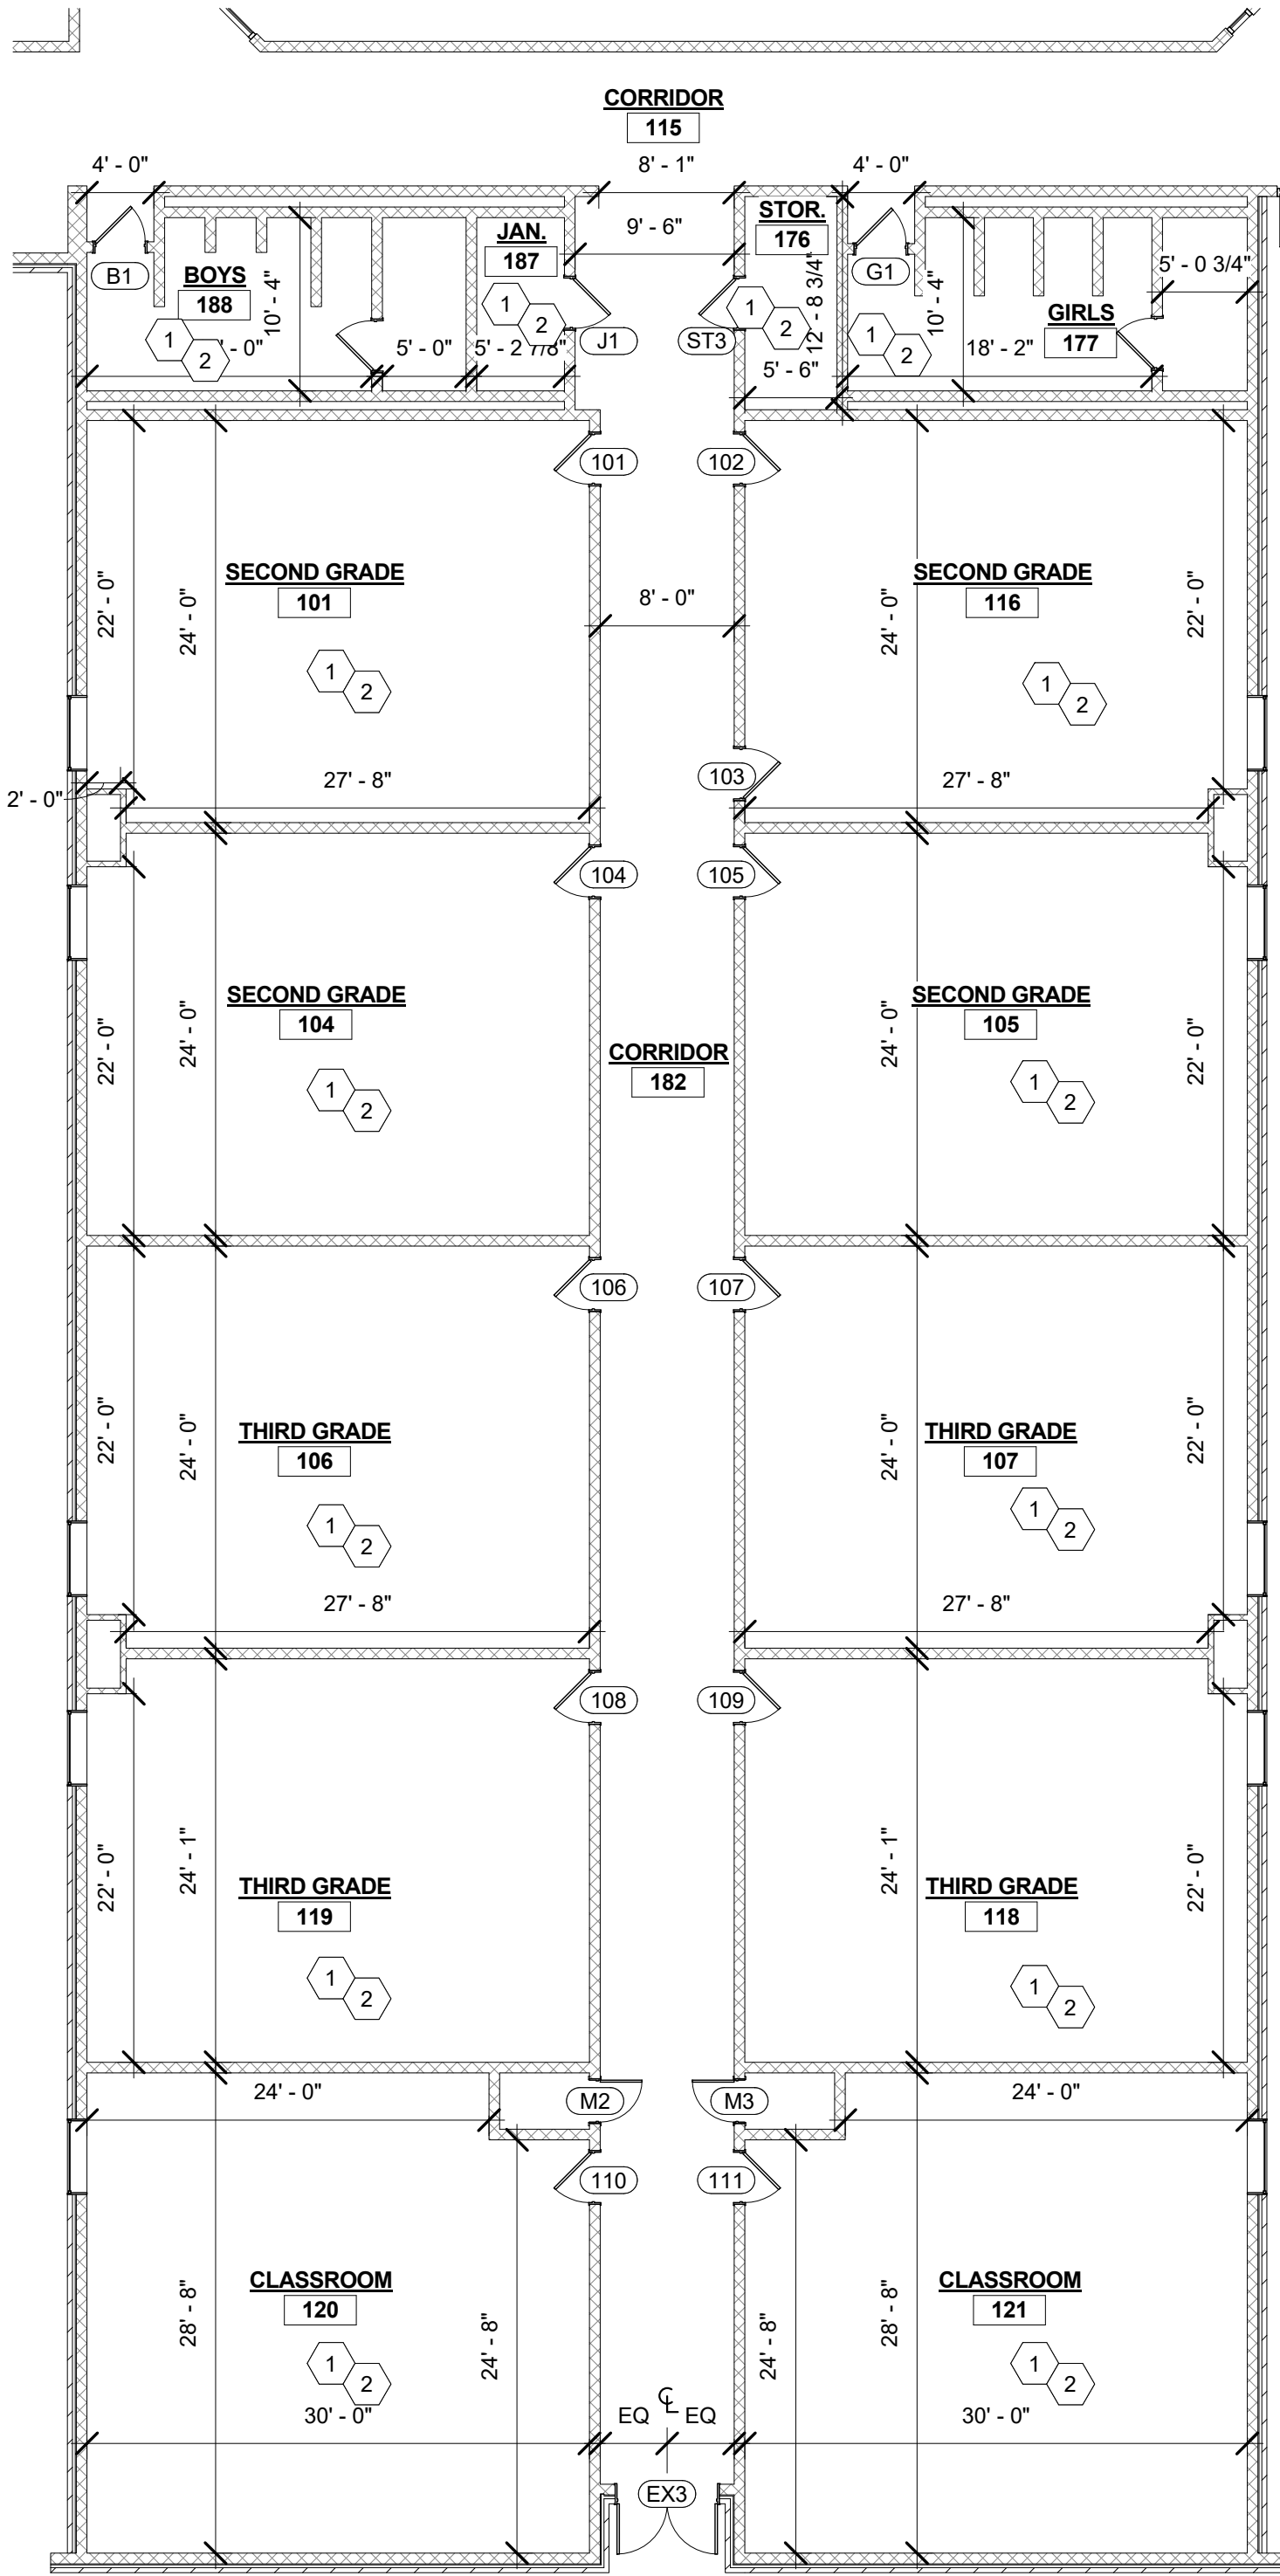 CORRIDOR
115
4' - 0"
8' - 1"
4' - 0"
B1
BOYS
188
10' - 4"
1
2
' - 0"
5' - 0"
JAN.
187
1
2
5' - 2 7/8"
J1
9' - 6"
ST3
STOR.
176
1
2
12' - 8 3/4"
5' - 6"
G1
1
2
10' - 4"
18' - 2"
GIRLS
177
5' - 0 3/4"
101
102
SECOND GRADE
101
22' - 0"
24' - 0"
1
2
8' - 0"
SECOND GRADE
116
24' - 0"
22' - 0"
1
2
2' - 0"
27' - 8"
103
27' - 8"
104
105
SECOND GRADE
104
22' - 0"
24' - 0"
1
2
CORRIDOR
182
SECOND GRADE
105
24' - 0"
22' - 0"
1
2
106
107
THIRD GRADE
106
22' - 0"
24' - 0"
1
2
27' - 8"
THIRD GRADE
107
24' - 0"
22' - 0"
1
2
27' - 8"
108
109
THIRD GRADE
119
22' - 0"
24' - 1"
1
2
THIRD GRADE
118
24' - 1"
22' - 0"
1
2
24' - 0"
M2
M3
24' - 0"
110
111
CLASSROOM
120
28' - 8"
24' - 8"
1
2
30' - 0"
EQ
CL
EQ
CLASSROOM
121
24' - 8"
28' - 8"
1
2
30' - 0"
EX3